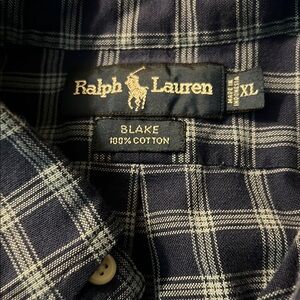 Ralph Lauren
XL
BLAKE
100% COTTON